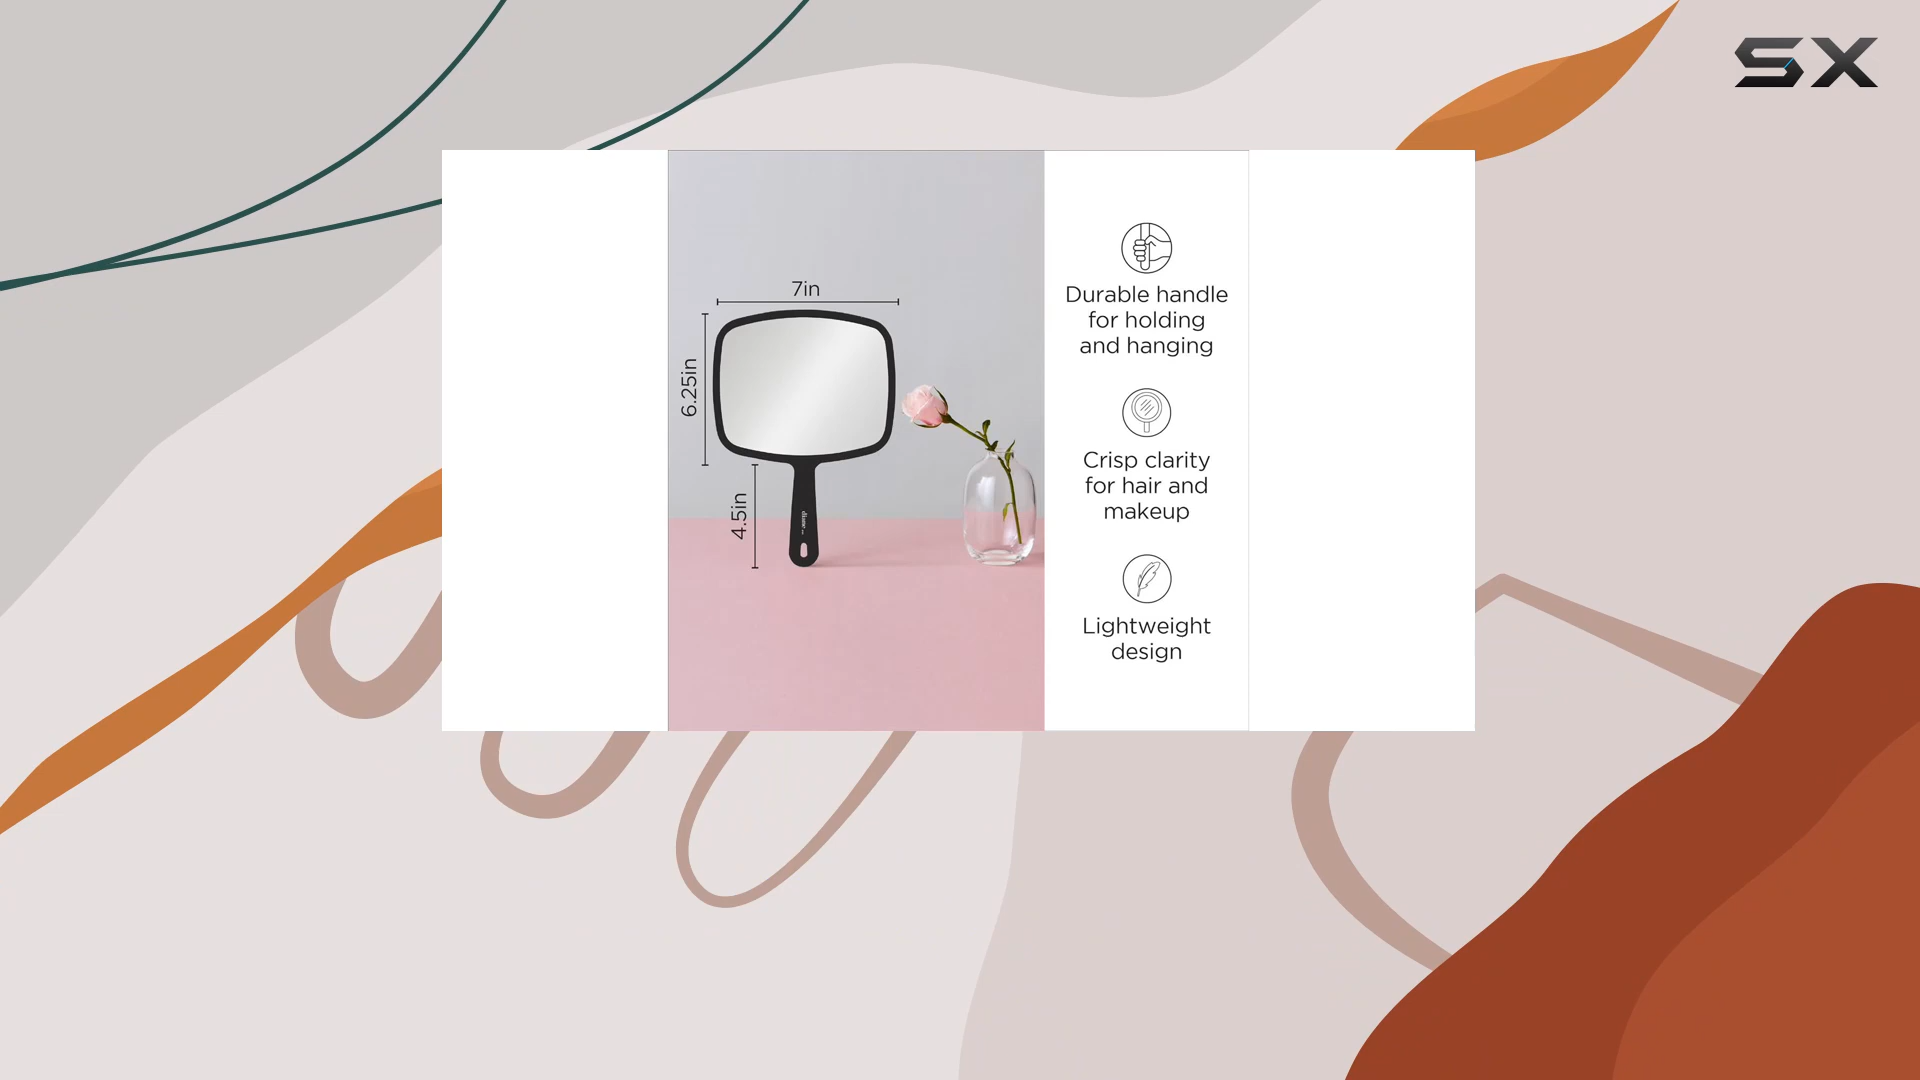 SX
7in
6.25in
4.5in
diane
Durable handle
for holding
and hanging
Crisp clarity
for hair and
makeup
Lightweight
design